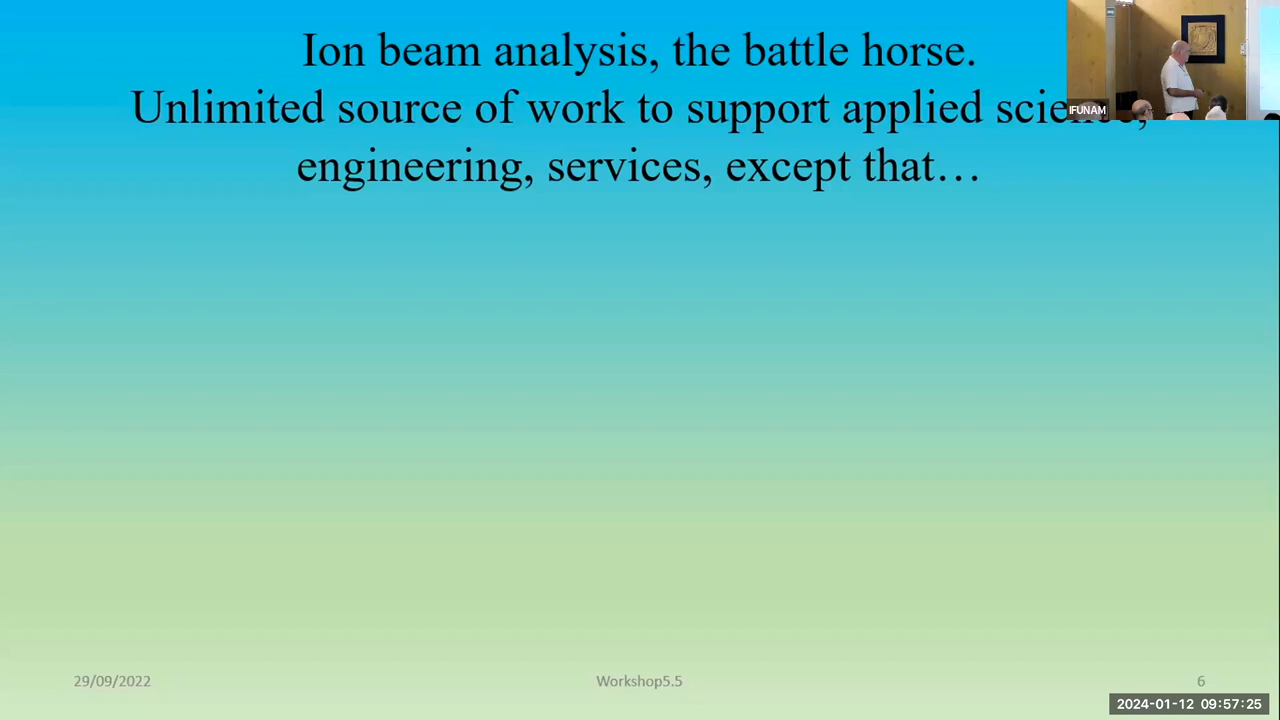 Ion beam analysis, the battle horse.
Unlimited source of work to support applied science,
engineering, services, except that…
IFUNAM
29/09/2022
Workshop5.5
6
2024-01-12 09:57:25